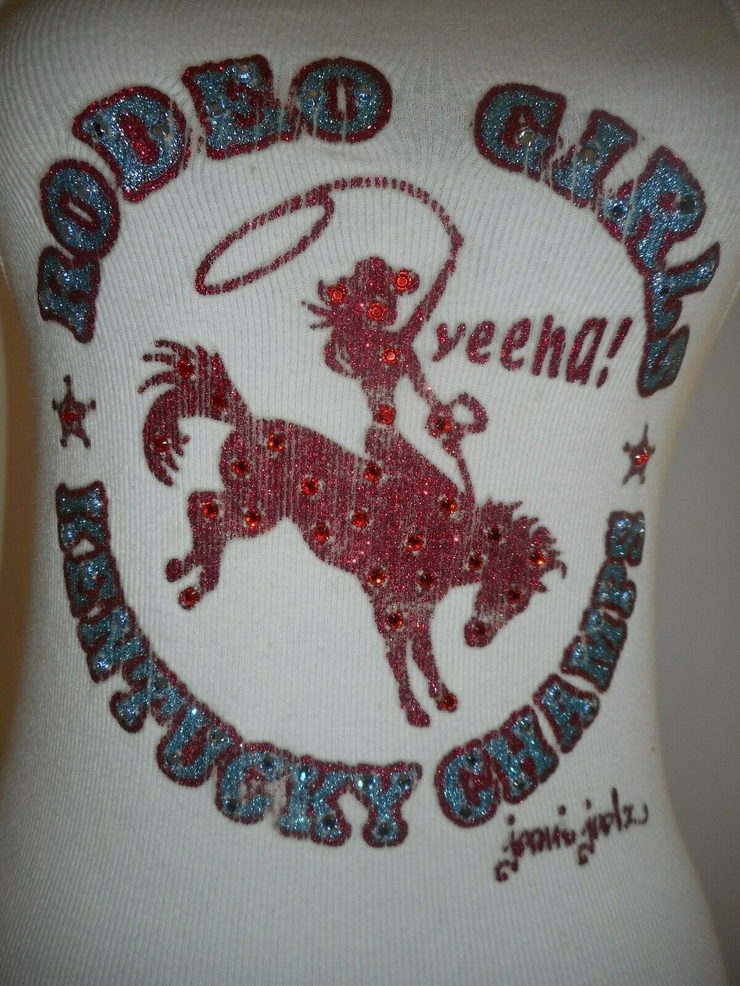 RODEO GIRLS
yeeha!
KENTUCKY CHAMPS